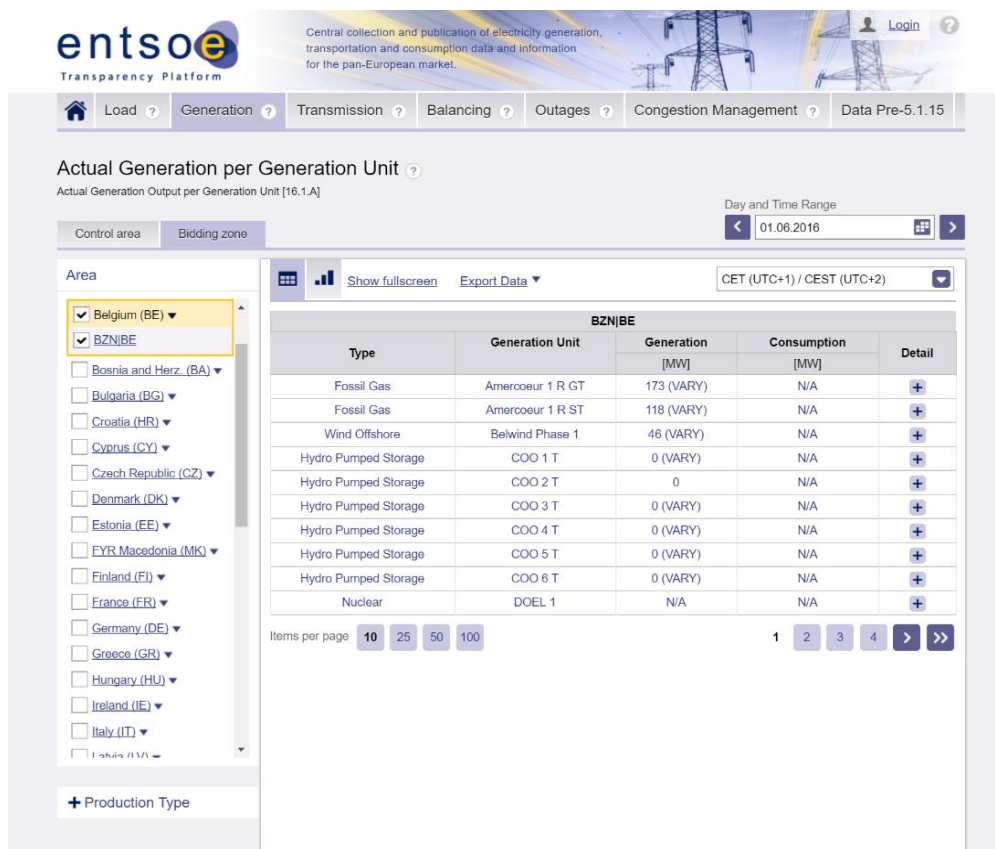 entsoe
Transparency Platform
Central collection and publication of electricity generation,
transportation and consumption data and information
for the pan-European market.
Login ?
Load ? Generation ? Transmission ? Balancing ? Outages ? Congestion Management ? Data Pre-5.1.15
Actual Generation per Generation Unit ?
Actual Generation Output per Generation Unit [16.1.A]
Day and Time Range
Control area Bidding zone
01.06.2016
Area
Show fullscreen Export Data
CET (UTC+1) / CEST (UTC+2)
Belgium (BE)
BZN|BE
Bosnia and Herz. (BA)
Bulgaria (BG)
Croatia (HR)
Cyprus (CY)
Czech Republic (CZ)
Denmark (DK)
Estonia (EE)
FYR Macedonia (MK)
Finland (FI)
France (FR)
Germany (DE)
Greece (GR)
Hungary (HU)
Ireland (IE)
Italy (IT)
Latvia (LV)
+ Production Type
BZN|BE
Type Generation Unit Generation Consumption Detail
[MW] [MW]
Fossil Gas Amercoeur 1 R GT 173 (VARY) N/A +
Fossil Gas Amercoeur 1 R ST 118 (VARY) N/A +
Wind Offshore Belwind Phase 1 46 (VARY) N/A +
Hydro Pumped Storage COO 1 T 0 (VARY) N/A +
Hydro Pumped Storage COO 2 T 0 N/A +
Hydro Pumped Storage COO 3 T 0 (VARY) N/A +
Hydro Pumped Storage COO 4 T 0 (VARY) N/A +
Hydro Pumped Storage COO 5 T 0 (VARY) N/A +
Hydro Pumped Storage COO 6 T 0 (VARY) N/A +
Nuclear DOEL 1 N/A N/A +
Items per page 10 25 50 100
1 2 3 4 > >>